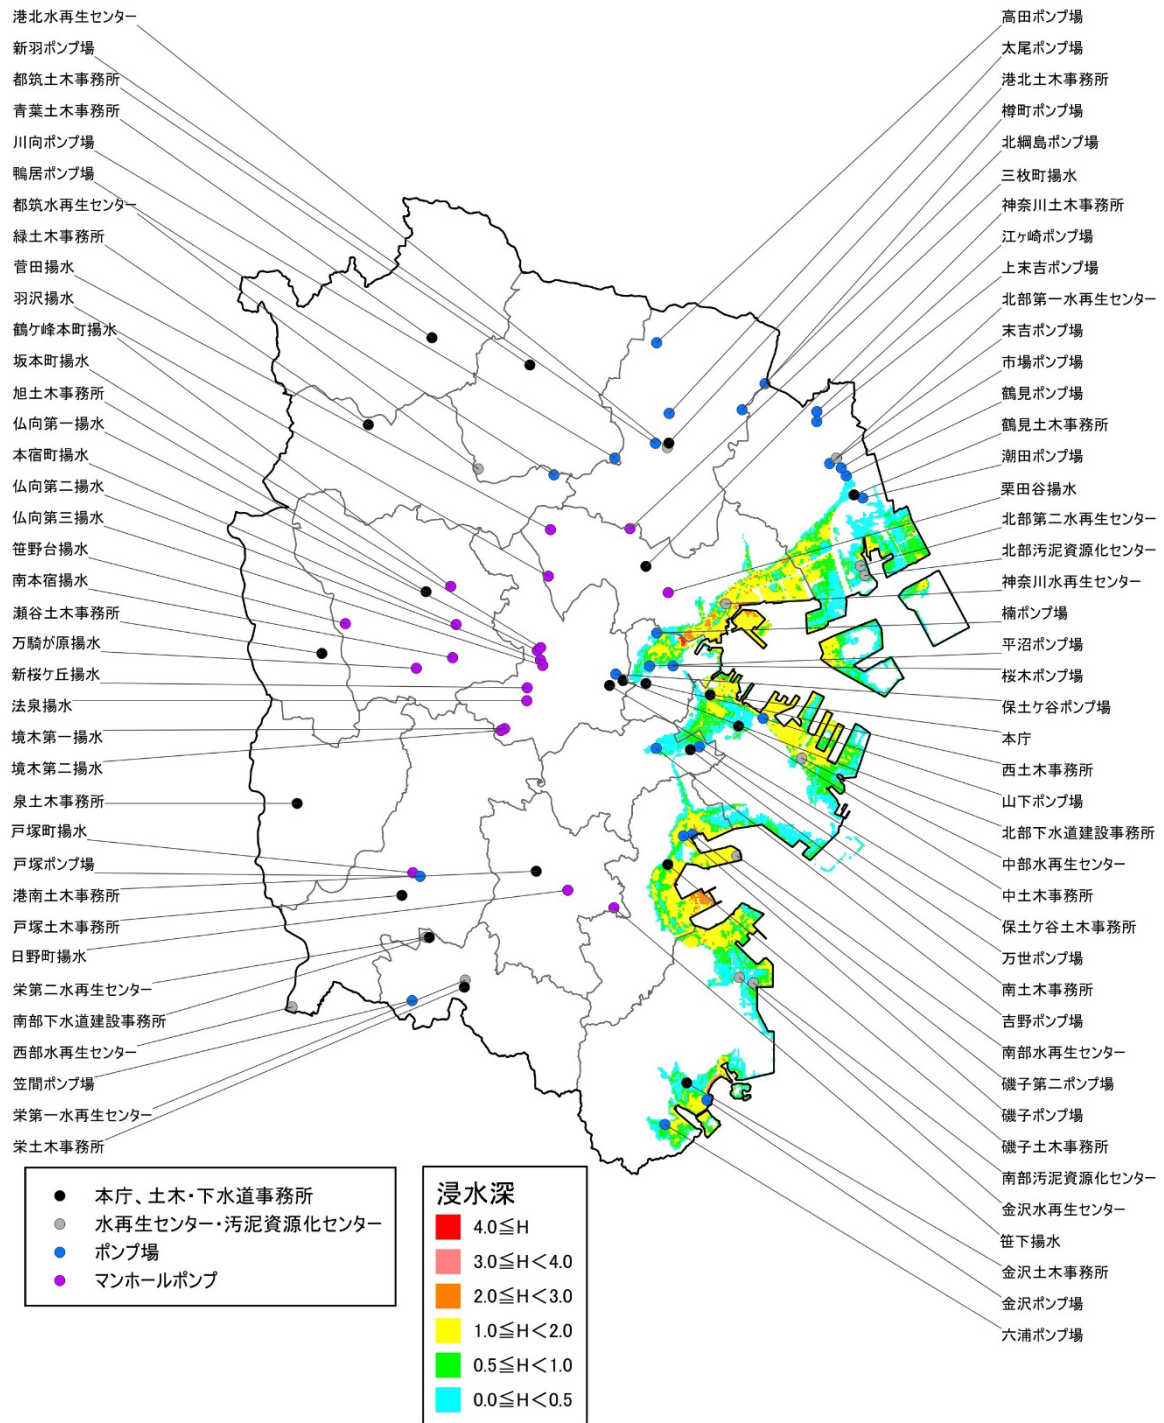 港北水再生センター
新羽ポンプ場
都筑土木事務所
青葉土木事務所
川向ポンプ場
鴨居ポンプ場
都筑水再生センター
緑土木事務所
菅田揚水
羽沢揚水
鶴ケ峰本町揚水
坂本町揚水
旭土木事務所
仏向第一揚水
本宿町揚水
仏向第二揚水
仏向第三揚水
笹野台揚水
南本宿揚水
瀬谷土木事務所
万騎が原揚水
新桜ケ丘揚水
法泉揚水
境木第一揚水
境木第二揚水
泉土木事務所
戸塚町揚水
戸塚ポンプ場
港南土木事務所
戸塚土木事務所
日野町揚水
栄第二水再生センター
南部下水道建設事務所
西部水再生センター
笠間ポンプ場
栄第一水再生センター
栄土木事務所
高田ポンプ場
太尾ポンプ場
港北土木事務所
樽町ポンプ場
北綱島ポンプ場
三枚町揚水
神奈川土木事務所
江ヶ崎ポンプ場
上末吉ポンプ場
北部第一水再生センター
末吉ポンプ場
市場ポンプ場
鶴見ポンプ場
鶴見土木事務所
潮田ポンプ場
栗田谷揚水
北部第二水再生センター
北部汚泥資源化センター
神奈川水再生センター
楠ポンプ場
平沼ポンプ場
桜木ポンプ場
保土ケ谷ポンプ場
本庁
西土木事務所
山下ポンプ場
北部下水道建設事務所
中部水再生センター
中土木事務所
保土ケ谷土木事務所
万世ポンプ場
南土木事務所
吉野ポンプ場
南部水再生センター
磯子第二ポンプ場
磯子ポンプ場
磯子土木事務所
南部汚泥資源化センター
金沢水再生センター
笹下揚水
金沢土木事務所
金沢ポンプ場
六浦ポンプ場
本庁、土木・下水道事務所
水再生センター・汚泥資源化センター
ポンプ場
マンホールポンプ
浸水深
4.0≦H
3.0≦H＜4.0
2.0≦H＜3.0
1.0≦H＜2.0
0.5≦H＜1.0
0.0≦H＜0.5